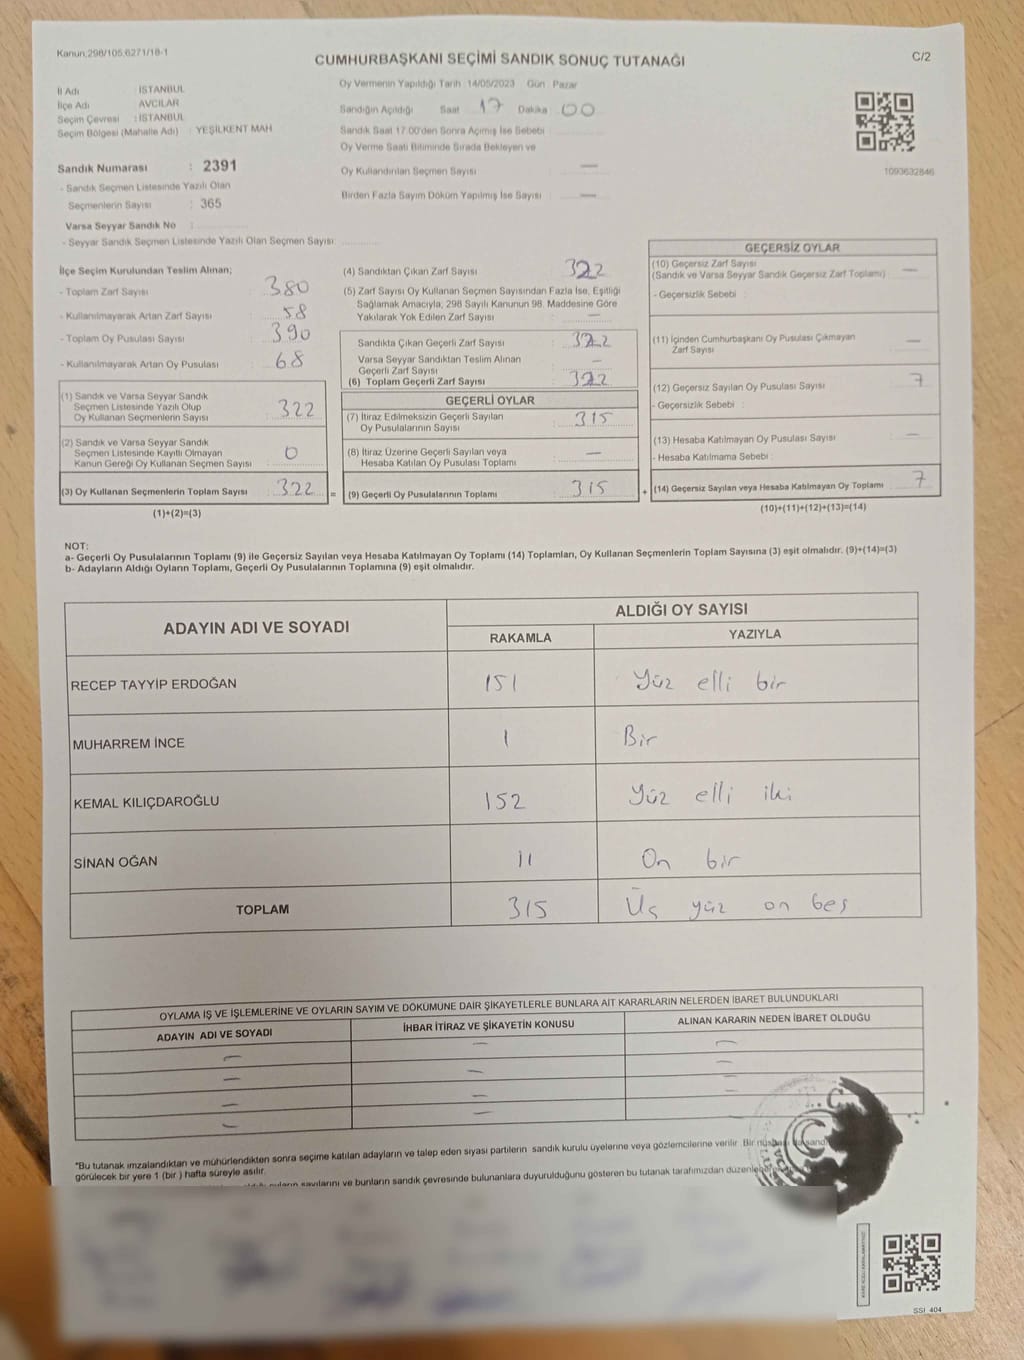 Kanun;298/105,6271/18-1
CUMHURBAŞKANI SEÇİMİ SANDIK SONUÇ TUTANAĞI
C/2
İl Adı : İSTANBUL
İlçe Adı : AVCILAR
Seçim Çevresi : İSTANBUL
Seçim Bölgesi (Mahalle Adı) : YEŞİLKENT MAH
Sandık Numarası : 2391
- Sandık Seçmen Listesinde Yazılı Olan
Seçmenlerin Sayısı : 365
Varsa Seyyar Sandık No :
- Seyyar Sandık Seçmen Listesinde Yazılı Olan Seçmen Sayısı:
Oy Vermenin Yapıldığı Tarih :14/05/2023 Gün : Pazar
Sandığın Açıldığı Saat : 17 Dakika : 00
Sandık Saat 17.00'den Sonra Açımış İse Sebebi :
Oy Verme Saati Bitiminde Sırada Bekleyen ve
Oy Kullandırılan Seçmen Sayısı : —
Birden Fazla Sayım Döküm Yapılmış İse Sayısı : —
1093632846
İlçe Seçim Kurulundan Teslim Alınan;
- Toplam Zarf Sayısı : 380
- Kullanılmayarak Artan Zarf Sayısı : 58
- Toplam Oy Pusulası Sayısı : 390
- Kullanılmayarak Artan Oy Pusulası : 68
(1) Sandık ve Varsa Seyyar Sandık
Seçmen Listesinde Yazılı Olup
Oy Kullanan Seçmenlerin Sayısı : 322
(2) Sandık ve Varsa Seyyar Sandık
Seçmen Listesinde Kayıtlı Olmayan
Kanun Gereği Oy Kullanan Seçmen Sayısı : 0
(3) Oy Kullanan Seçmenlerin Toplam Sayısı : 322 =
(1)+(2)=(3)
(4) Sandıktan Çıkan Zarf Sayısı : 322
(5) Zarf Sayısı Oy Kullanan Seçmen Sayısından Fazla İse, Eşitliği
Sağlamak Amacıyla, 298 Sayılı Kanunun 98. Maddesine Göre
Yakılarak Yok Edilen Zarf Sayısı : —
Sandıkta Çıkan Geçerli Zarf Sayısı : 322
Varsa Seyyar Sandıktan Teslim Alınan
Geçerli Zarf Sayısı : —
(6) Toplam Geçerli Zarf Sayısı : 322
GEÇERLİ OYLAR
(7) İtiraz Edilmeksizin Geçerli Sayılan
Oy Pusulalarının Sayısı : 315
(8) İtiraz Üzerine Geçerli Sayılan veya
Hesaba Katılan Oy Pusulası Toplamı : —
(9) Geçerli Oy Pusulalarının Toplamı : 315 +
GEÇERSİZ OYLAR
(10) Geçersiz Zarf Sayısı : —
(Sandık ve Varsa Seyyar Sandık Geçersiz Zarf Toplamı)
- Geçersizlik Sebebi :
(11) İçinden Cumhurbaşkanı Oy Pusulası Çıkmayan
Zarf Sayısı : —
(12) Geçersiz Sayılan Oy Pusulası Sayısı : 7
- Geçersizlik Sebebi :
(13) Hesaba Katılmayan Oy Pusulası Sayısı : —
- Hesaba Katılmama Sebebi :
(14) Geçersiz Sayılan veya Hesaba Katılmayan Oy Toplamı : 7
(10)+(11)+(12)+(13)=(14)
NOT:
a- Geçerli Oy Pusulalarının Toplamı (9) ile Geçersiz Sayılan veya Hesaba Katılmayan Oy Toplamı (14) Toplamları, Oy Kullanan Seçmenlerin Toplam Sayısına (3) eşit olmalıdır. (9)+(14)=(3)
b- Adayların Aldığı Oyların Toplamı, Geçerli Oy Pusulalarının Toplamına (9) eşit olmalıdır.
ADAYIN ADI VE SOYADI
ALDIĞI OY SAYISI
RAKAMLA YAZIYLA
RECEP TAYYİP ERDOĞAN 151 Yüz elli bir
MUHARREM İNCE 1 Bir
KEMAL KILIÇDAROĞLU 152 Yüz elli iki
SİNAN OĞAN 11 On bir
TOPLAM 315 Üç yüz on beş
OYLAMA İŞ VE İŞLEMLERİNE VE OYLARIN SAYIM VE DÖKÜMÜNE DAİR ŞİKAYETLERLE BUNLARA AİT KARARLARIN NELERDEN İBARET BULUNDUKLARI
ADAYIN ADI VE SOYADI İHBAR İTİRAZ VE ŞİKAYETİN KONUSU ALINAN KARARIN NEDEN İBARET OLDUĞU
— — —
— — —
— — —
— — —
T.C
*Bu tutanak imzalandıktan ve mühürlendikten sonra seçime katılan adayların ve talep eden siyasi partilerin sandık kurulu üyelerine veya gözlemcilerine verilir. Bir
görülecek bir yere 1 (bir ) hafta süreyle asılır.
sayılarını ve bunların sandık çevresinde bulunanlara duyurulduğunu gösteren bu tutanak tarafımızdan
SSI_404